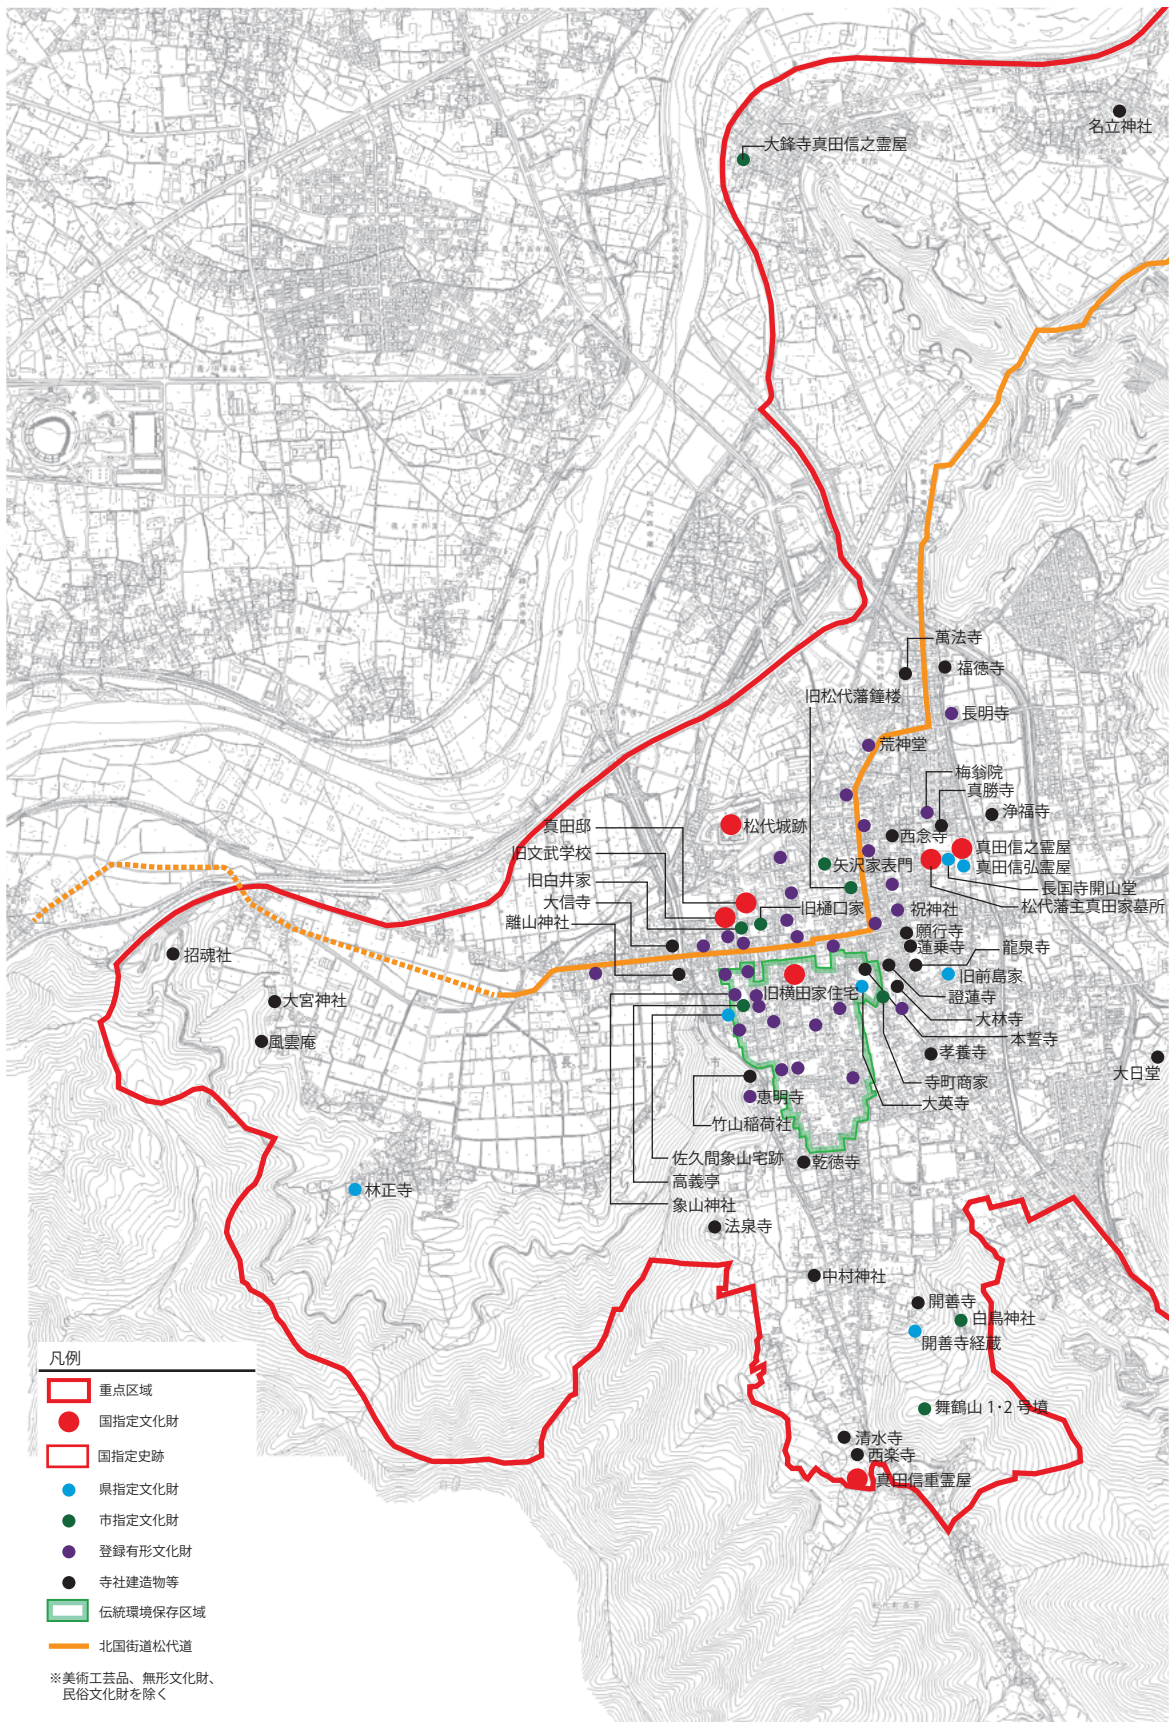 名立神社
大鋒寺真田信之霊屋
萬法寺
福徳寺
旧松代藩鐘楼
長明寺
荒神堂
梅翁院
真勝寺
浄福寺
松代城跡
真田邸
西念寺
真田信之霊屋
旧文武学校
矢沢家表門
真田信弘霊屋
旧白井家
長国寺開山堂
大信寺
旧樋口家
祝神社
松代藩主真田家墓所
離山神社
願行寺
蓮乗寺
龍泉寺
招魂社
旧前島家
旧横田家住宅
證蓮寺
大宮神社
大林寺
風雲庵
本誓寺
孝養寺
大日堂
寺町商家
恵明寺
大英寺
竹山稲荷社
佐久間象山宅跡
乾徳寺
高義亭
林正寺
象山神社
法泉寺
中村神社
開善寺
白鳥神社
開善寺経蔵
舞鶴山 1・2 号墳
清水寺
西楽寺
真田信重霊屋
凡例
重点区域
国指定文化財
国指定史跡
県指定文化財
市指定文化財
登録有形文化財
寺社建造物等
伝統環境保存区域
北国街道松代道
※美術工芸品、無形文化財、
民俗文化財を除く